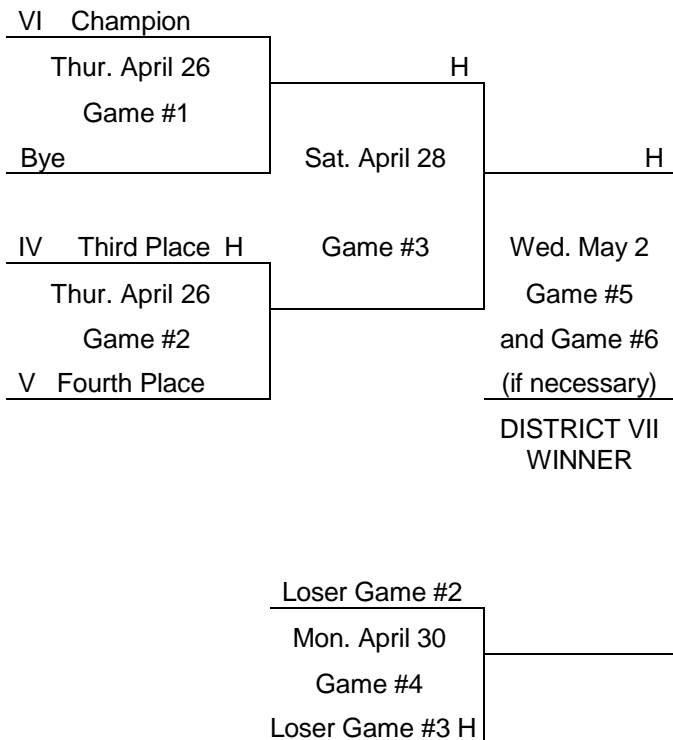 VI Champion
Thur. April 26
H
Game #1
Bye
Sat. April 28
H
IV Third Place H
Game #3
Wed. May 2
Thur. April 26
Game #5
Game #2
and Game #6
V Fourth Place
(if necessary)
DISTRICT VII
WINNER
Loser Game #2
Mon. April 30
Game #4
Loser Game #3 H